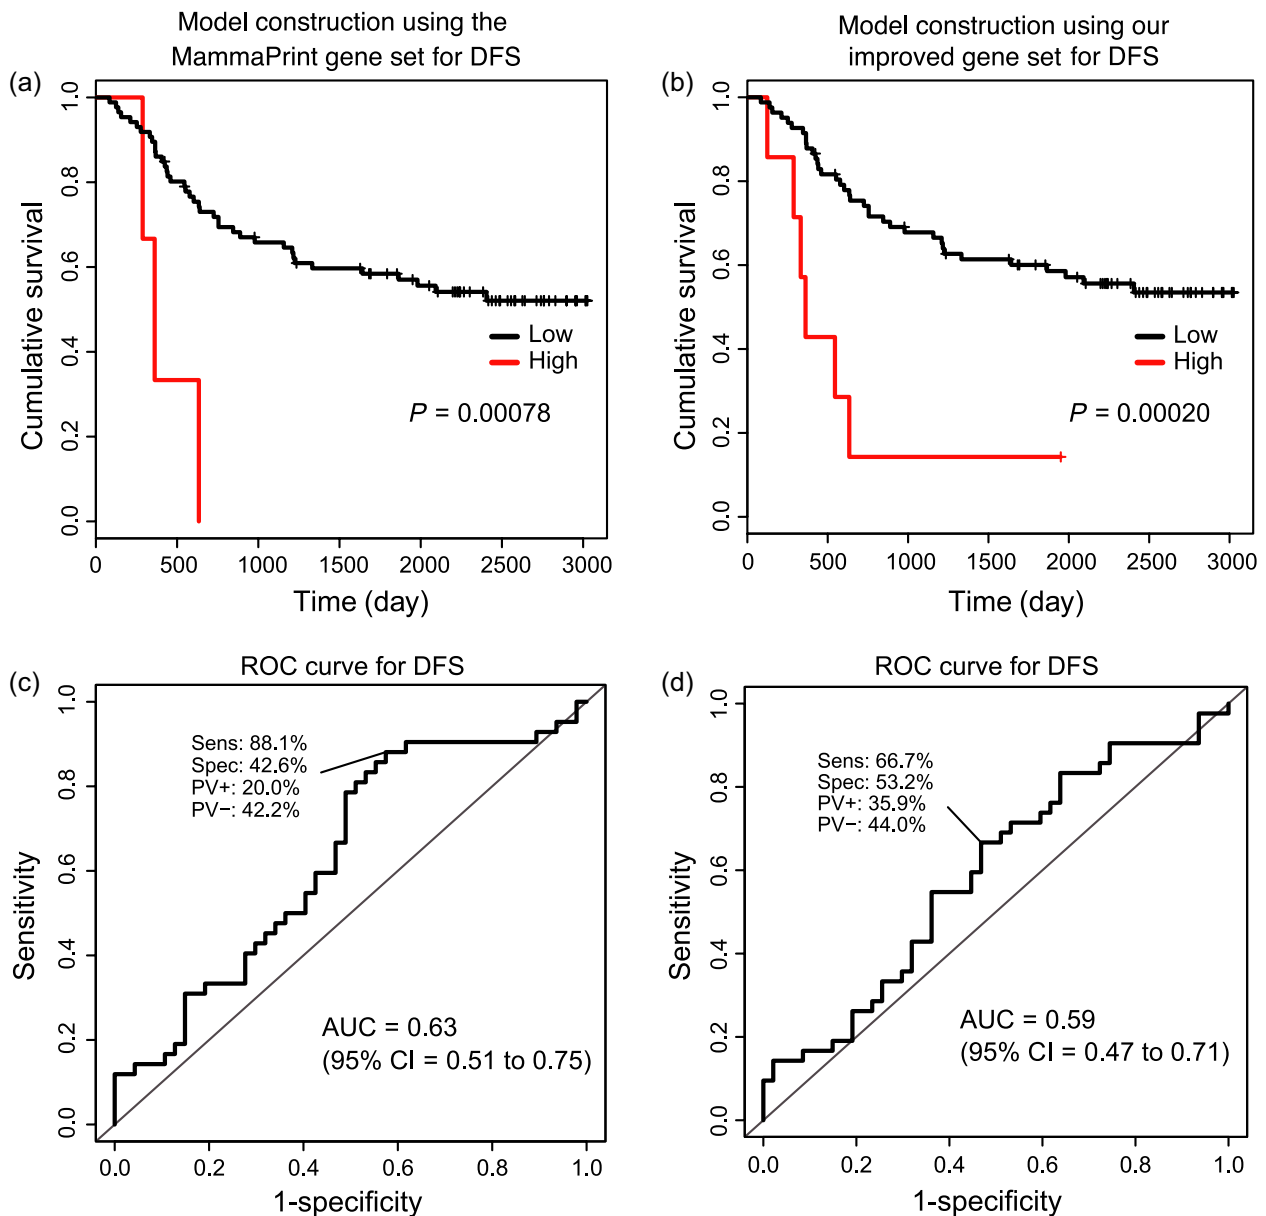 Model construction using the
MammaPrint gene set for DFS
(a)
1.0
0.8
0.6
0.4
0.2
0.0
Cumulative survival
Low
High
P = 0.00078
0 500 1000 1500 2000 2500 3000
Time (day)
Model construction using our
improved gene set for DFS
(b)
1.0
0.8
0.6
0.4
0.2
0.0
Cumulative survival
Low
High
P = 0.00020
0 500 1000 1500 2000 2500 3000
Time (day)
ROC curve for DFS
(c)
1.0
0.8
0.6
0.4
0.2
0.0
Sensitivity
Sens: 88.1%
Spec: 42.6%
PV+: 20.0%
PV−: 42.2%
AUC = 0.63
(95% CI = 0.51 to 0.75)
0.0 0.2 0.4 0.6 0.8 1.0
1-specificity
ROC curve for DFS
(d)
1.0
0.8
0.6
0.4
0.2
0.0
Sensitivity
Sens: 66.7%
Spec: 53.2%
PV+: 35.9%
PV−: 44.0%
AUC = 0.59
(95% CI = 0.47 to 0.71)
0.0 0.2 0.4 0.6 0.8 1.0
1-specificity